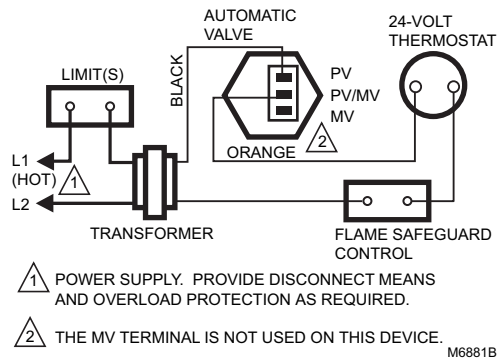 AUTOMATIC
VALVE
24-VOLT
THERMOSTAT
LIMIT(S)
BLACK
PV
PV/MV
MV
2
ORANGE
L1
(HOT)
1
L2
TRANSFORMER
FLAME SAFEGUARD
CONTROL
1 POWER SUPPLY. PROVIDE DISCONNECT MEANS
AND OVERLOAD PROTECTION AS REQUIRED.
2 THE MV TERMINAL IS NOT USED ON THIS DEVICE.
M6881B